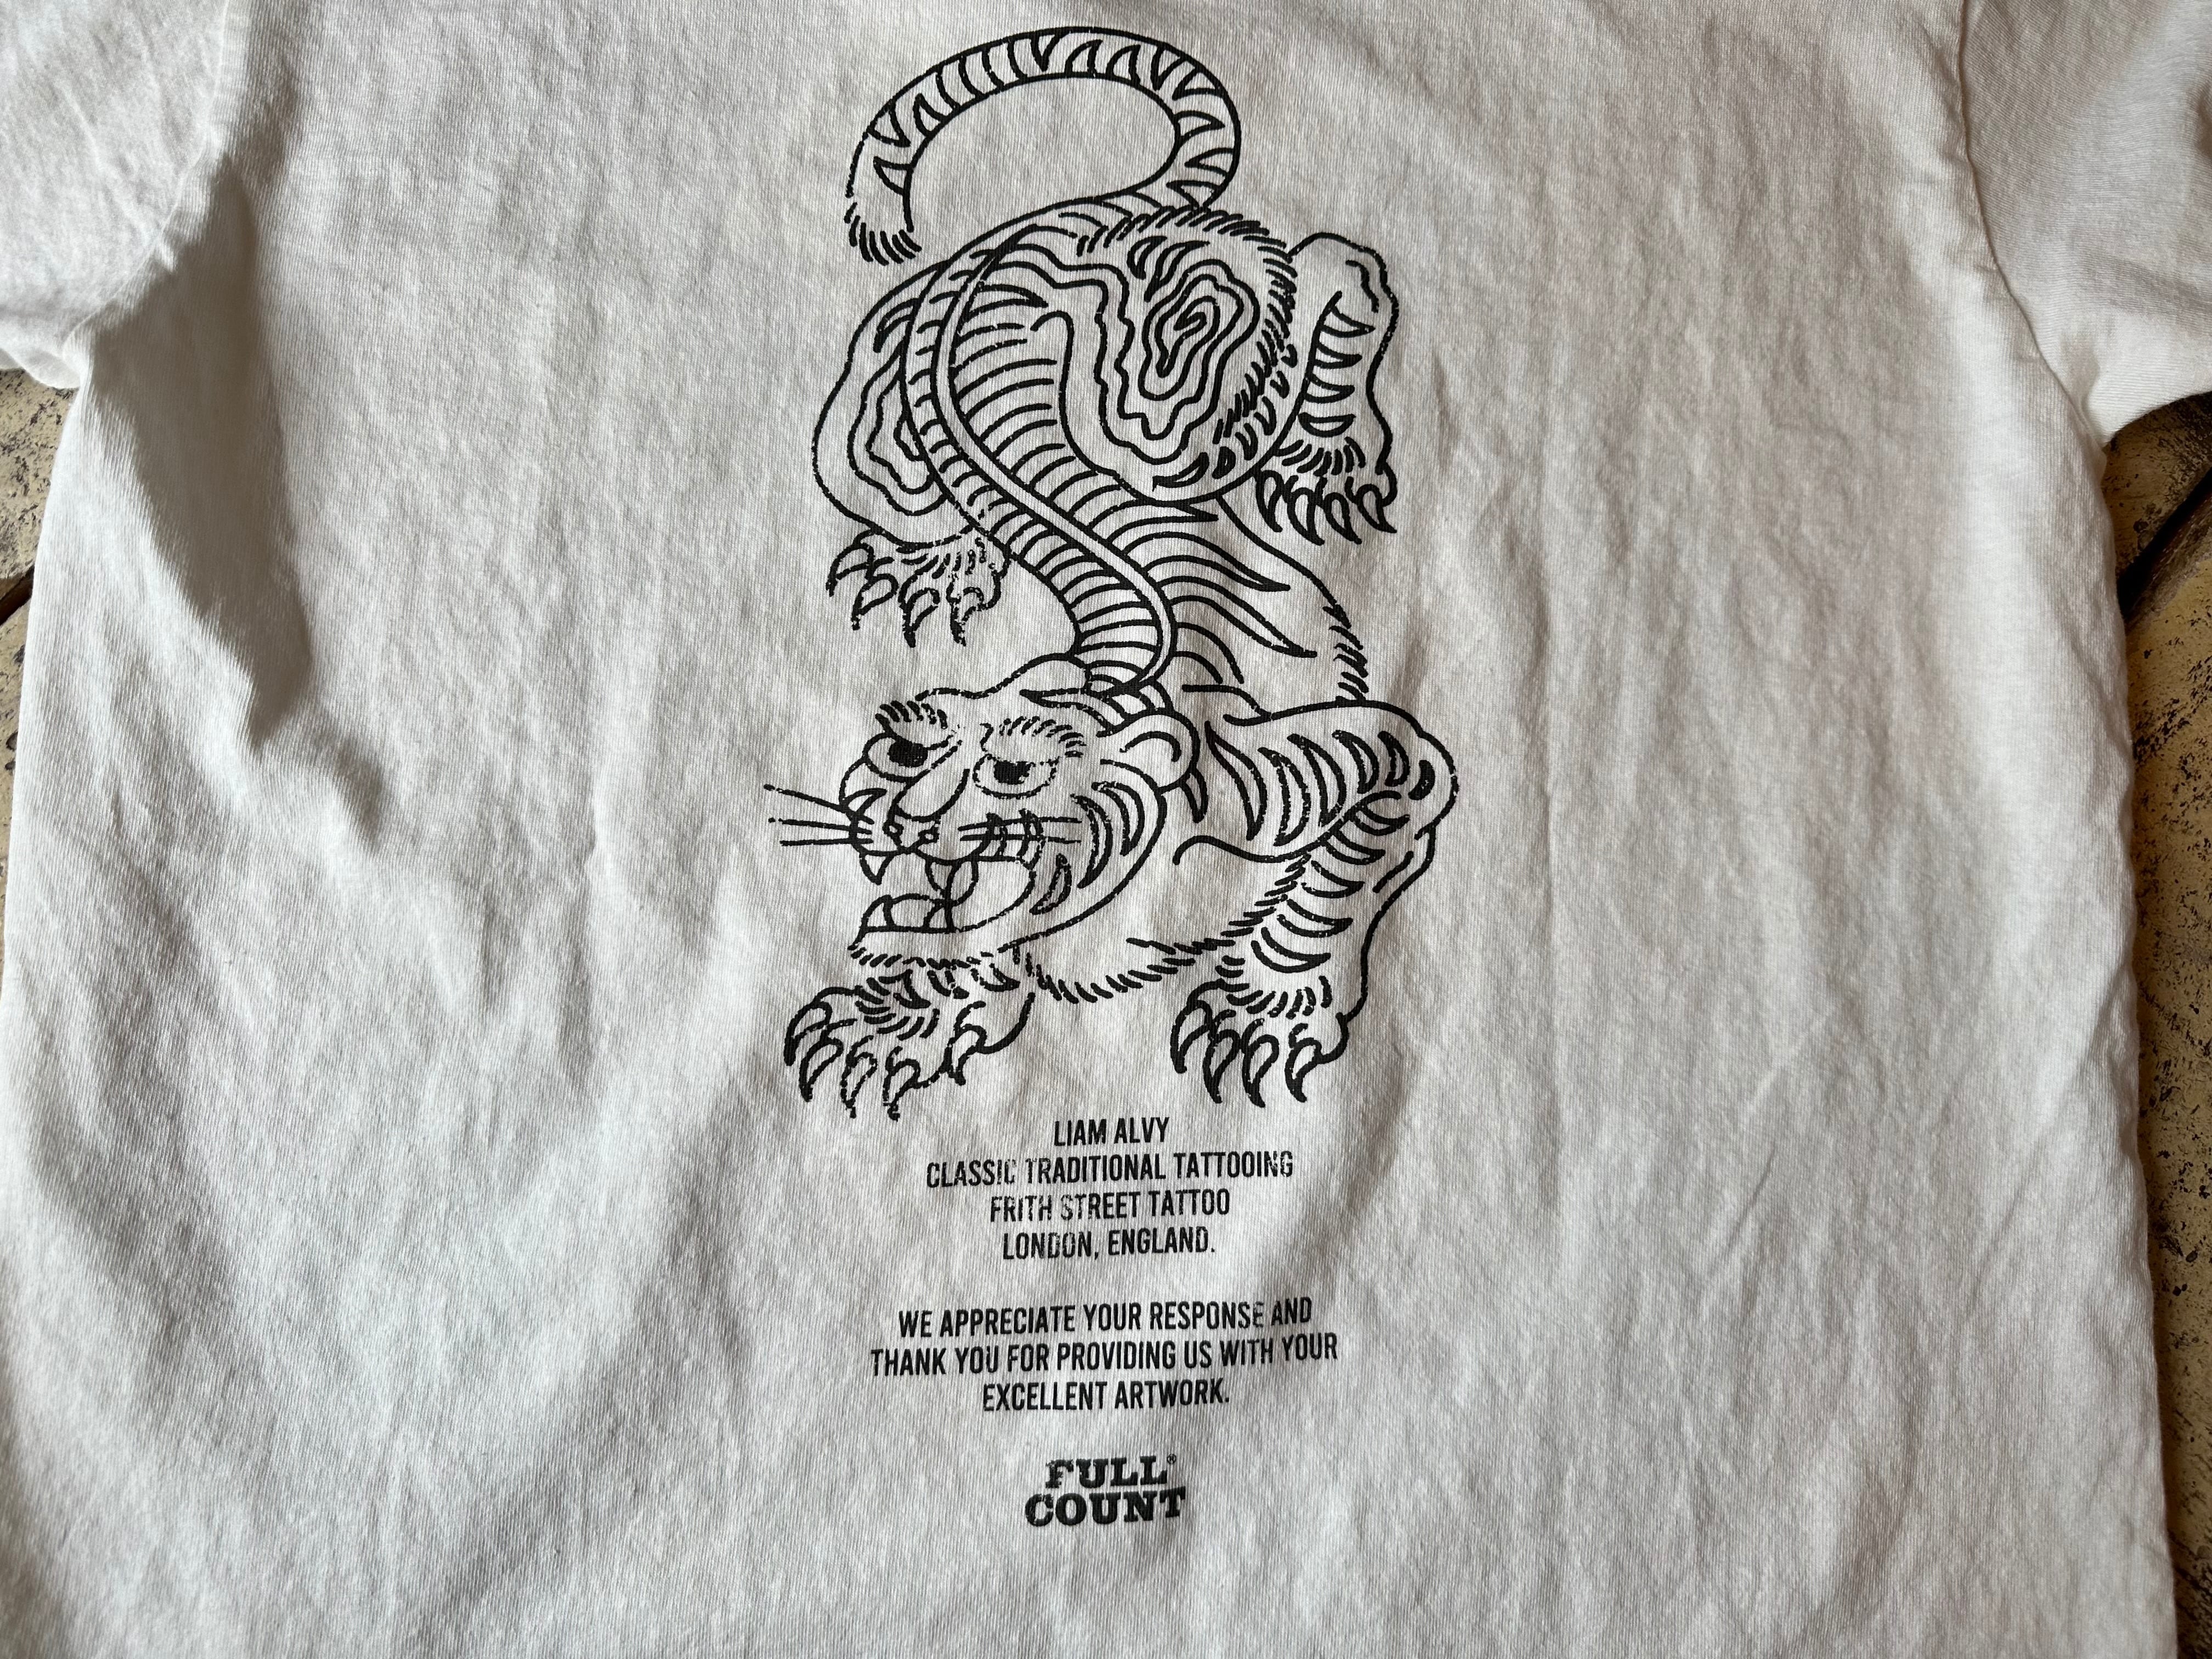 LIAM ALVY
CLASSIC TRADITIONAL TATTOOING
FRITH STREET TATTOO
LONDON, ENGLAND.
WE APPRECIATE YOUR RESPONSE AND
THANK YOU FOR PROVIDING US WITH YOUR
EXCELLENT ARTWORK.
FULL®
COUNT